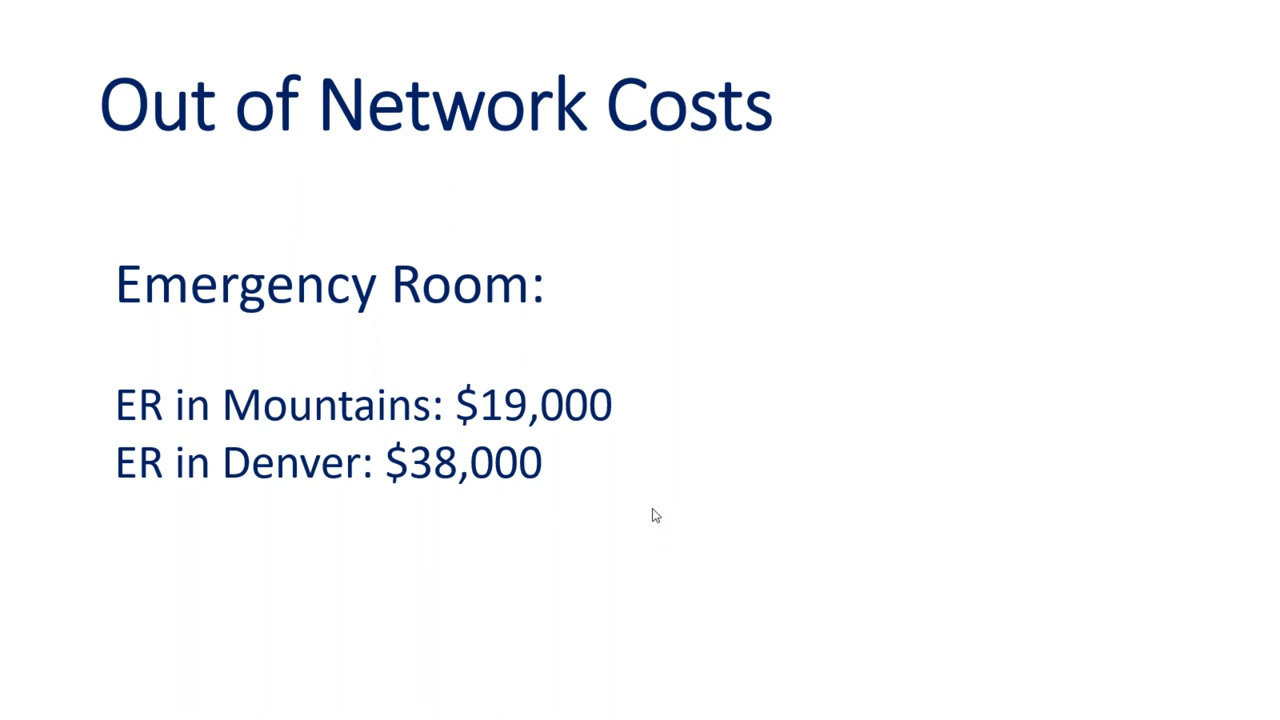 Out of Network Costs
Emergency Room:
ER in Mountains: $19,000
ER in Denver: $38,000